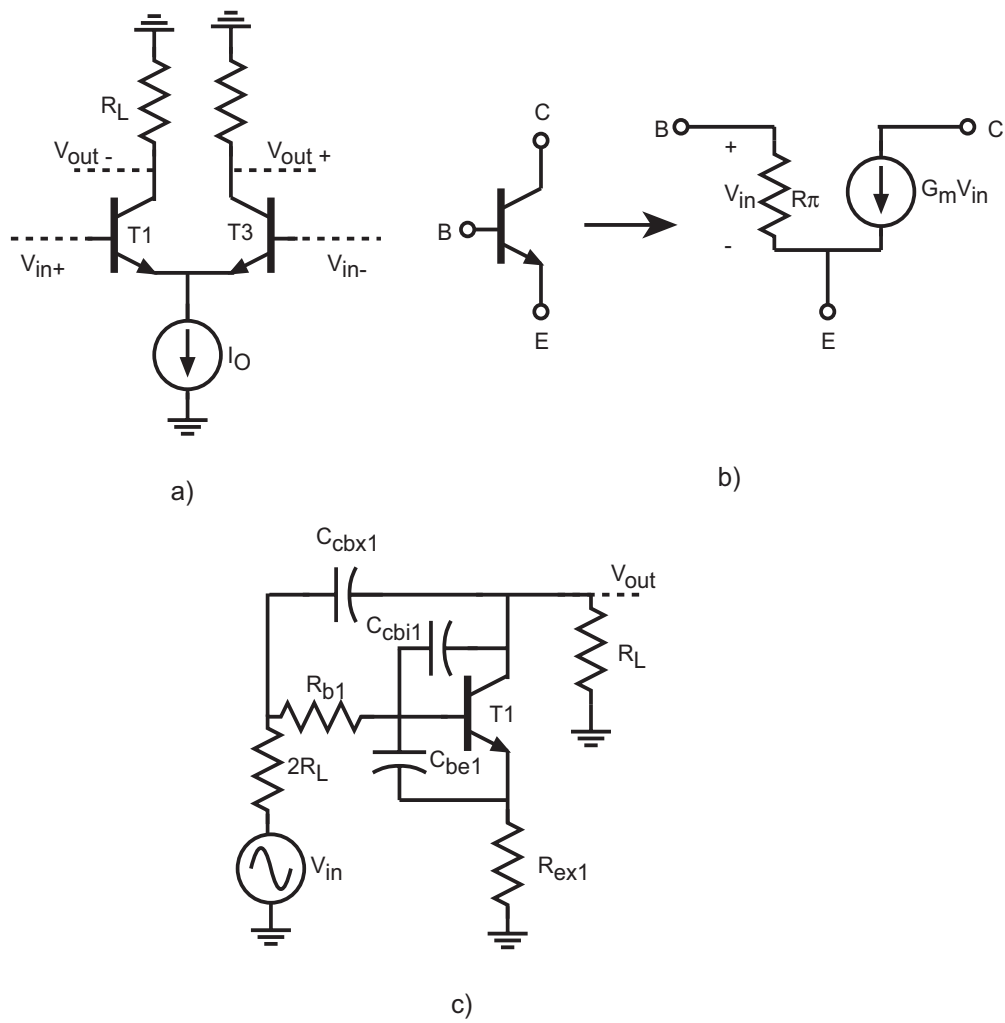 R_L
V_out -
V_out +
T1
T3
V_in+
V_in-
I_O
a)
C
B
E
B
+
V_in
Rπ
-
G_mV_in
C
E
b)
C_cbx1
V_out
C_cbi1
R_L
R_b1
T1
2R_L
C_be1
V_in
R_ex1
c)